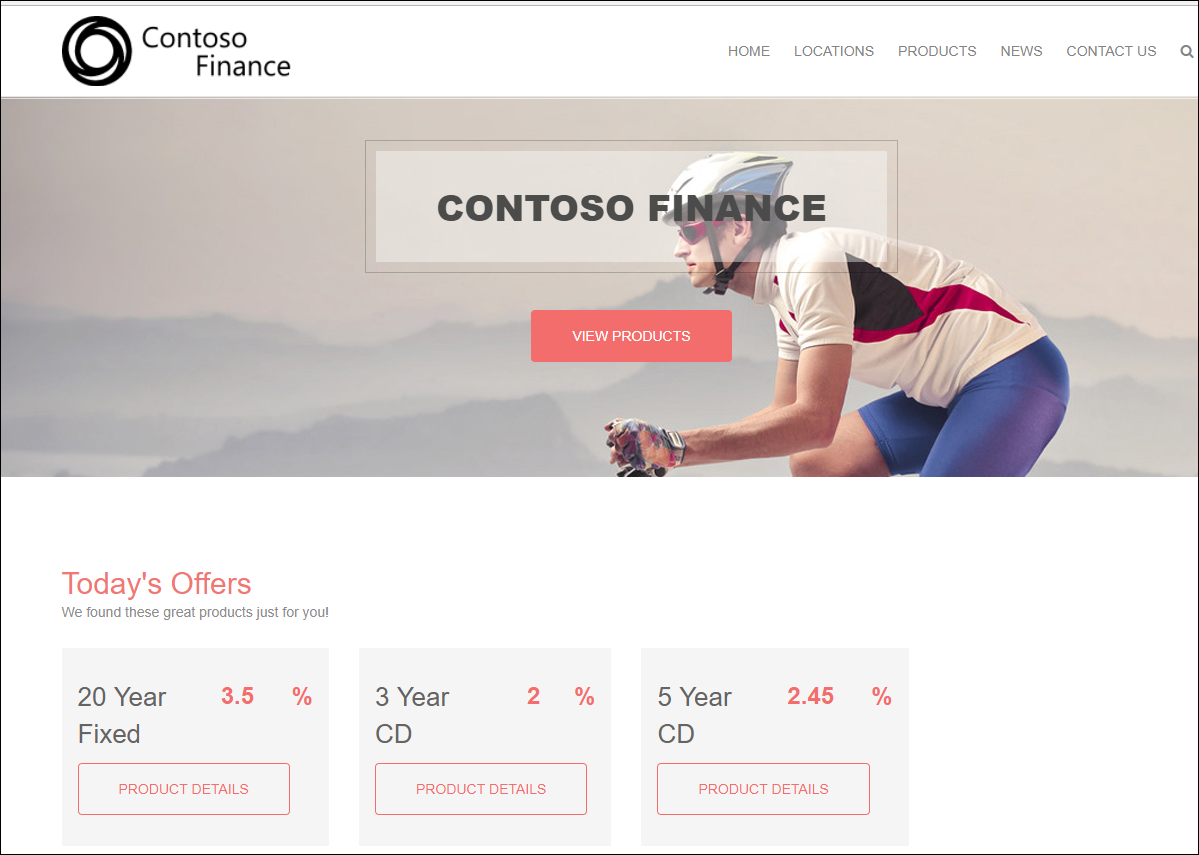 Contoso
Finance
HOME LOCATIONS PRODUCTS NEWS CONTACT US
CONTOSO FINANCE
VIEW PRODUCTS
Today's Offers
We found these great products just for you!
20 Year Fixed 3.5 %
PRODUCT DETAILS
3 Year CD 2 %
PRODUCT DETAILS
5 Year CD 2.45 %
PRODUCT DETAILS